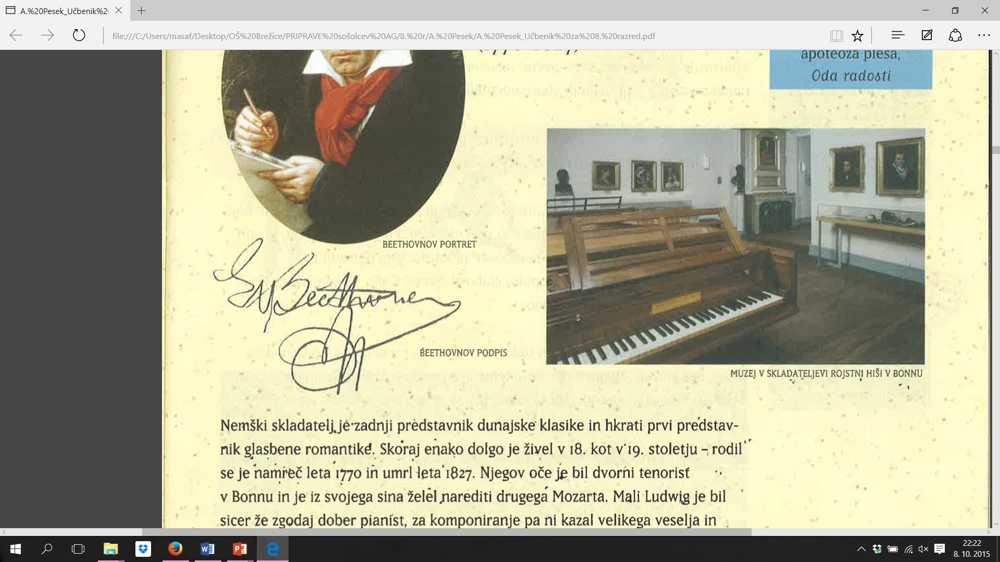 A.%20Pesek_Učbenik%20
file:///C:/Users/masaf/Desktop/OŠ%20Brežice/PRIPRAVE%20sošolcev%20AG/8.%20r/A.%20Pesek/A.%20Pesek_Učbenik%20za%208.%20razred.pdf
(1770–1827)
apoteoza plesa,
Oda radosti
BEETHOVNOV PORTRET
BEETHOVNOV PODPIS
MUZEJ V SKLADATELJEVI ROJSTNI HIŠI V BONNU
Nemški skladatelj je zadnji predstavnik dunajske klasike in hkrati prvi predstav-
nik glasbene romantike. Skoraj enako dolgo je živel v 18. kot v 19. stoletju – rodil
se je namreč leta 1770 in umrl leta 1827. Njegov oče je bil dvorni tenorist
v Bonnu in je iz svojega sina želel narediti drugega Mozarta. Mali Ludwig je bil
sicer že zgodaj dober pianist, za komponiranje pa ni kazal velikega veselja in
22:22
8. 10. 2015